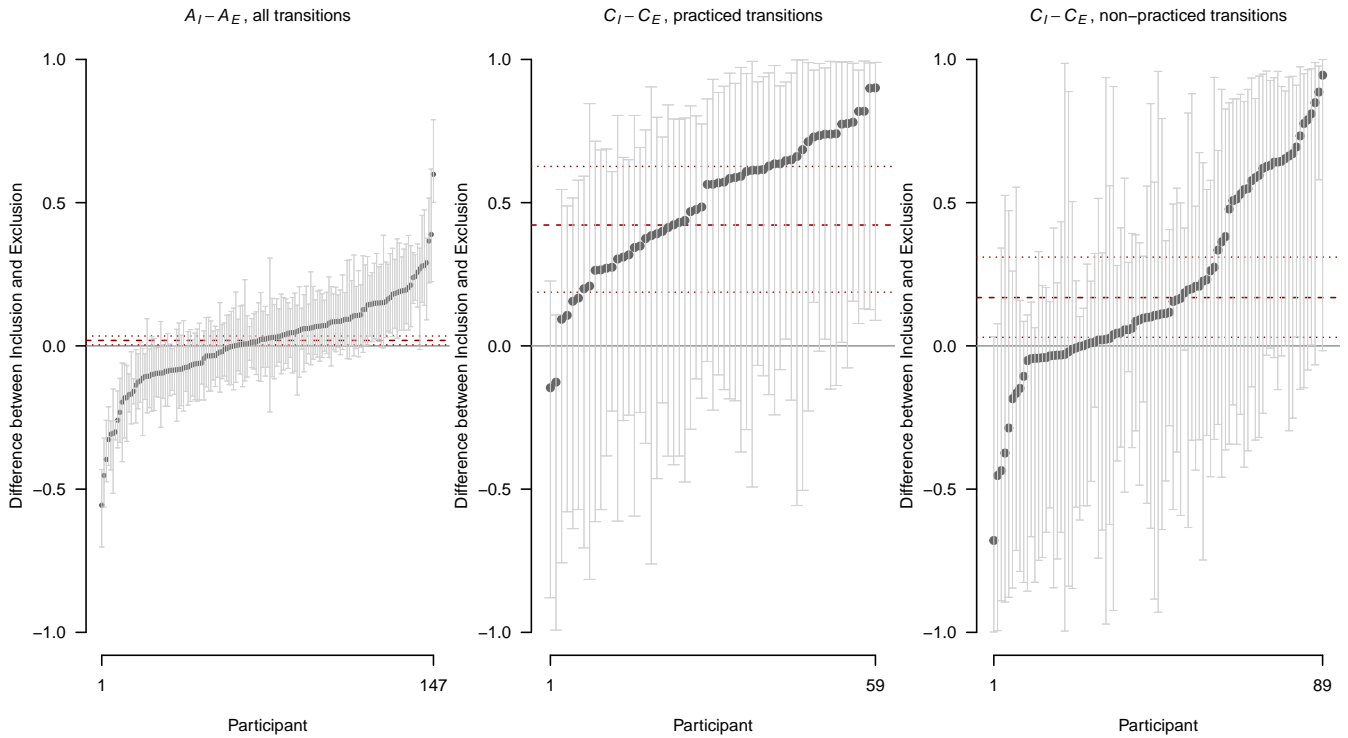 A_I − A_E , all transitions
Difference between Inclusion and Exclusion
1.0
0.5
0.0
−0.5
−1.0
1
147
Participant
C_I − C_E , practiced transitions
Difference between Inclusion and Exclusion
1.0
0.5
0.0
−0.5
−1.0
1
59
Participant
C_I − C_E , non−practiced transitions
Difference between Inclusion and Exclusion
1.0
0.5
0.0
−0.5
−1.0
1
89
Participant